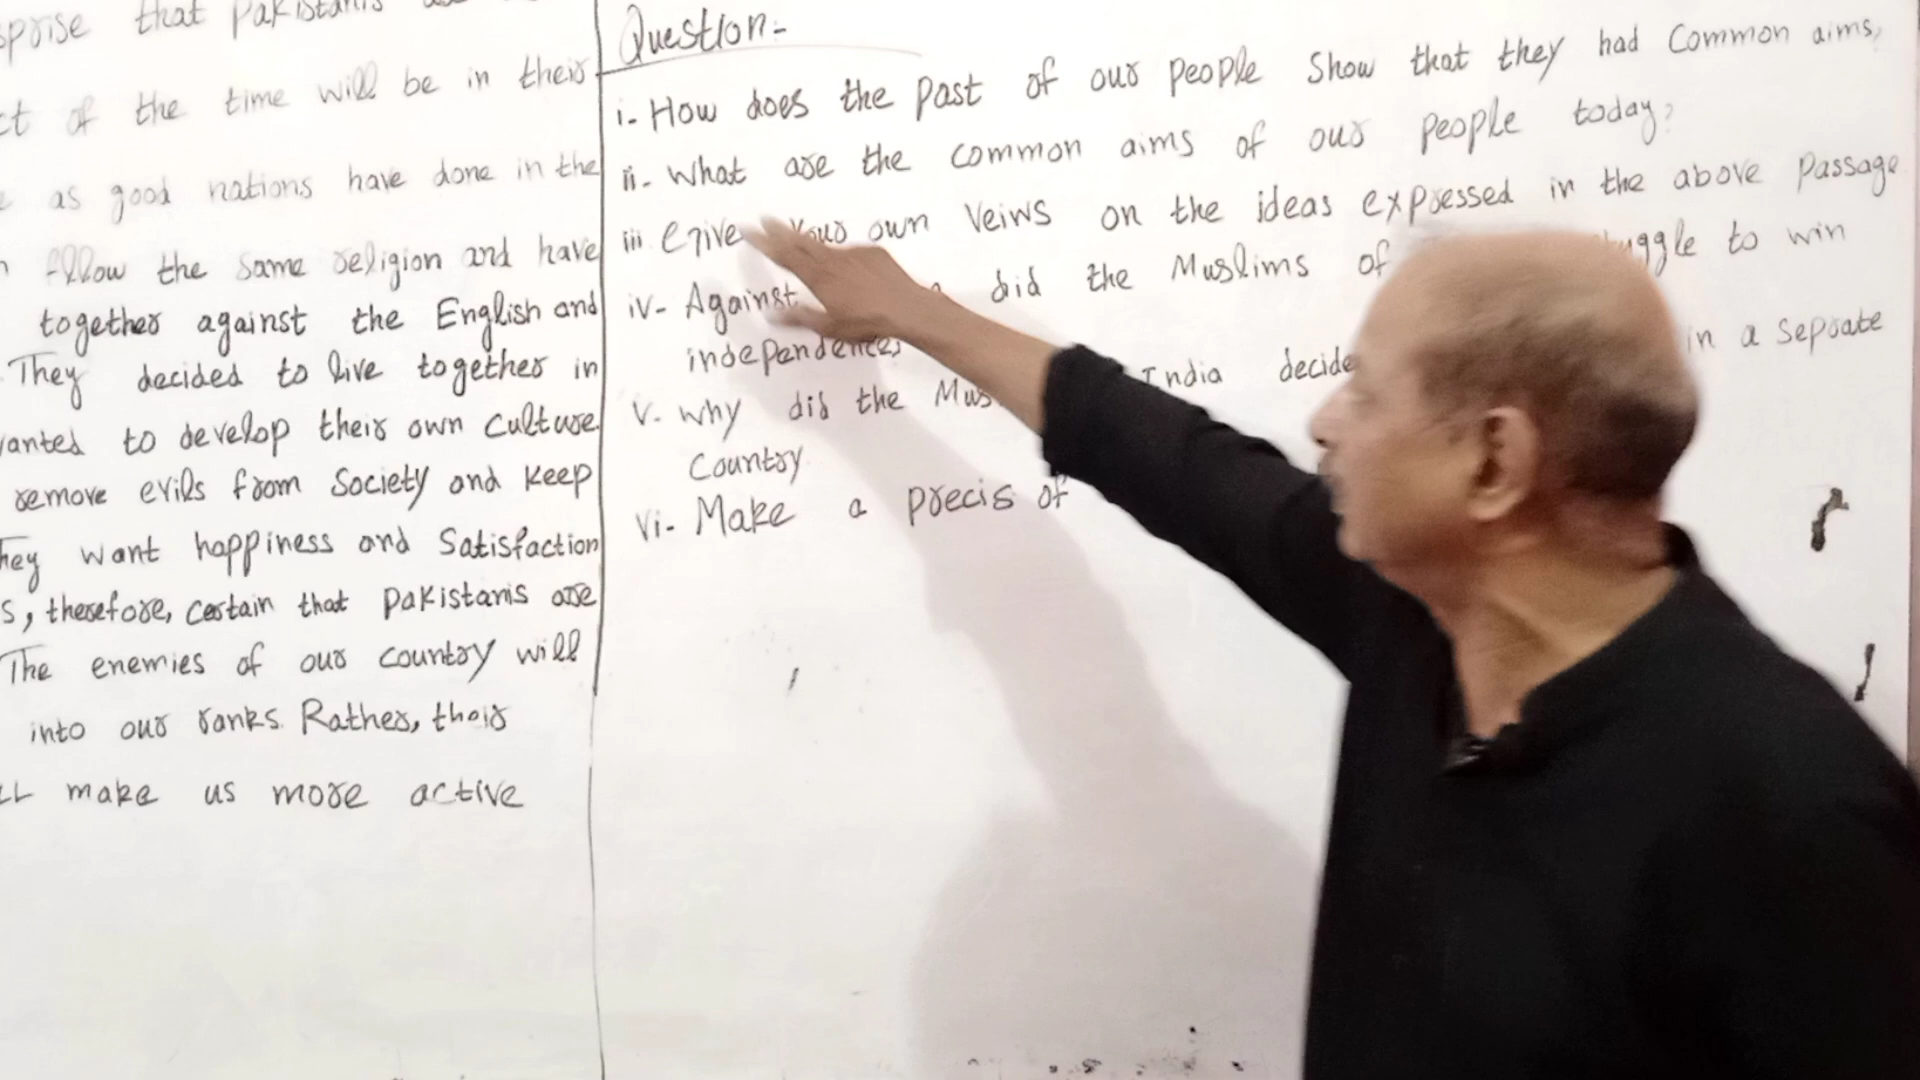 that Pakistanis
of the time will be in their
as good nations have done in the
follow the same religion and have
together against the English and
They decided to live together in
to develop their own culture.
remove evils from Society and keep
They want happiness and Satisfaction
s, therefore, certain that Pakistanis are
The enemies of our country will
into our ranks. Rather, their
make us more active
Question:-
i- How does the past of our people show that they had Common aims,
ii- What are the common aims of our people today?
iii Give your own Veiws on the ideas expressed in the above Passage
iv- Against did the Muslims of struggle to win
independence,
v. why did the Mus India decide in a seprate
Country
vi- Make a precis of